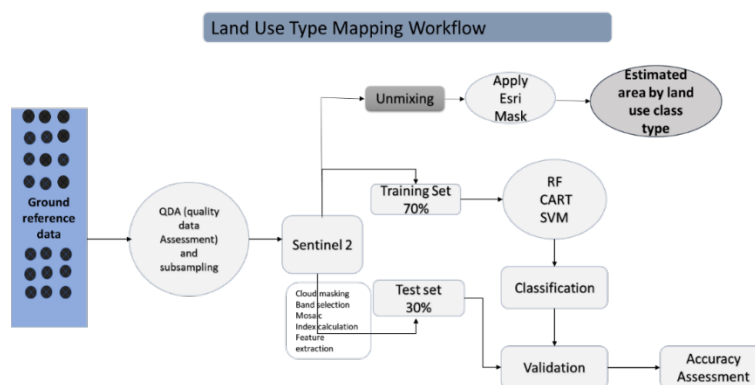 Land Use Type Mapping Workflow
Unmixing
Apply
Esri
Mask
Estimated
area by land
use class
type
Ground
reference
data
QDA (quality
data
Assessment)
and
subsampling
Sentinel 2
Training Set
70%
RF
CART
SVM
Cloud masking
Band selection
Mosaic
Index calculation
Feature
extraction
Test set
30%
Classification
Validation
Accuracy
Assessment